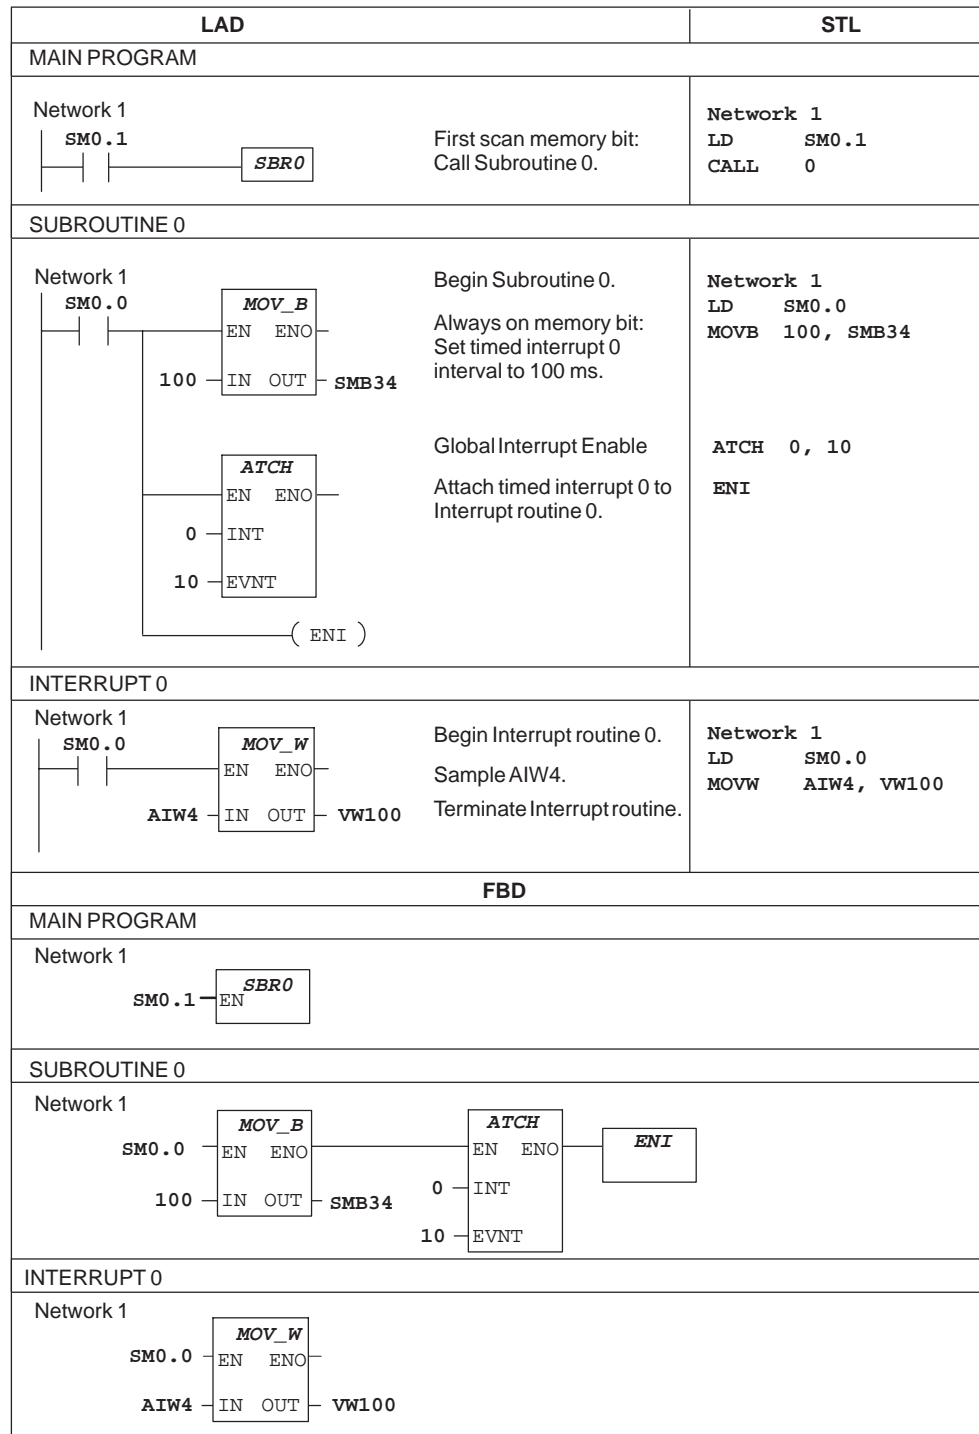 LAD STL
MAIN PROGRAM
Network 1
SM0.1
SBR0
First scan memory bit:
Call Subroutine 0.
Network 1
LD SM0.1
CALL 0
SUBROUTINE 0
Network 1
SM0.0
MOV_B
EN ENO
100 IN OUT SMB34
ATCH
EN ENO
0 INT
10 EVNT
( ENI )
Begin Subroutine 0.
Always on memory bit:
Set timed interrupt 0
interval to 100 ms.
Global Interrupt Enable
Attach timed interrupt 0 to
Interrupt routine 0.
Network 1
LD SM0.0
MOVB 100, SMB34
ATCH 0, 10
ENI
INTERRUPT 0
Network 1
SM0.0
MOV_W
EN ENO
AIW4 IN OUT VW100
Begin Interrupt routine 0.
Sample AIW4.
Terminate Interrupt routine.
Network 1
LD SM0.0
MOVW AIW4, VW100
FBD
MAIN PROGRAM
Network 1
SBR0
SM0.1 EN
SUBROUTINE 0
Network 1
MOV_B
SM0.0 EN ENO
100 IN OUT SMB34
ATCH
EN ENO
0 INT
10 EVNT
ENI
INTERRUPT 0
Network 1
MOV_W
SM0.0 EN ENO
AIW4 IN OUT VW100